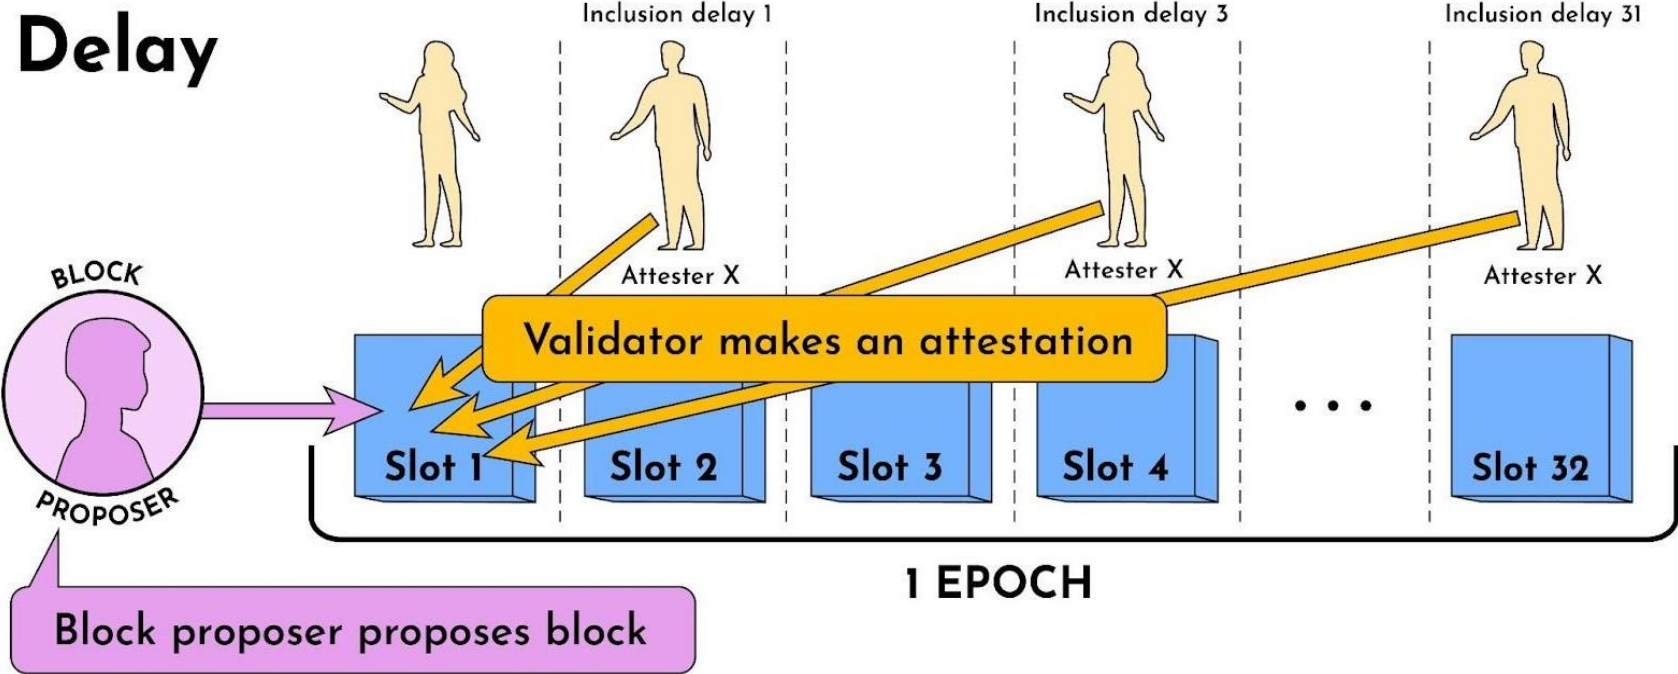 Delay
Inclusion delay 1
Inclusion delay 3
Inclusion delay 31
Attester X
Attester X
Attester X
BLOCK
PROPOSER
Validator makes an attestation
Slot 1
Slot 2
Slot 3
Slot 4
...
Slot 32
1 EPOCH
Block proposer proposes block